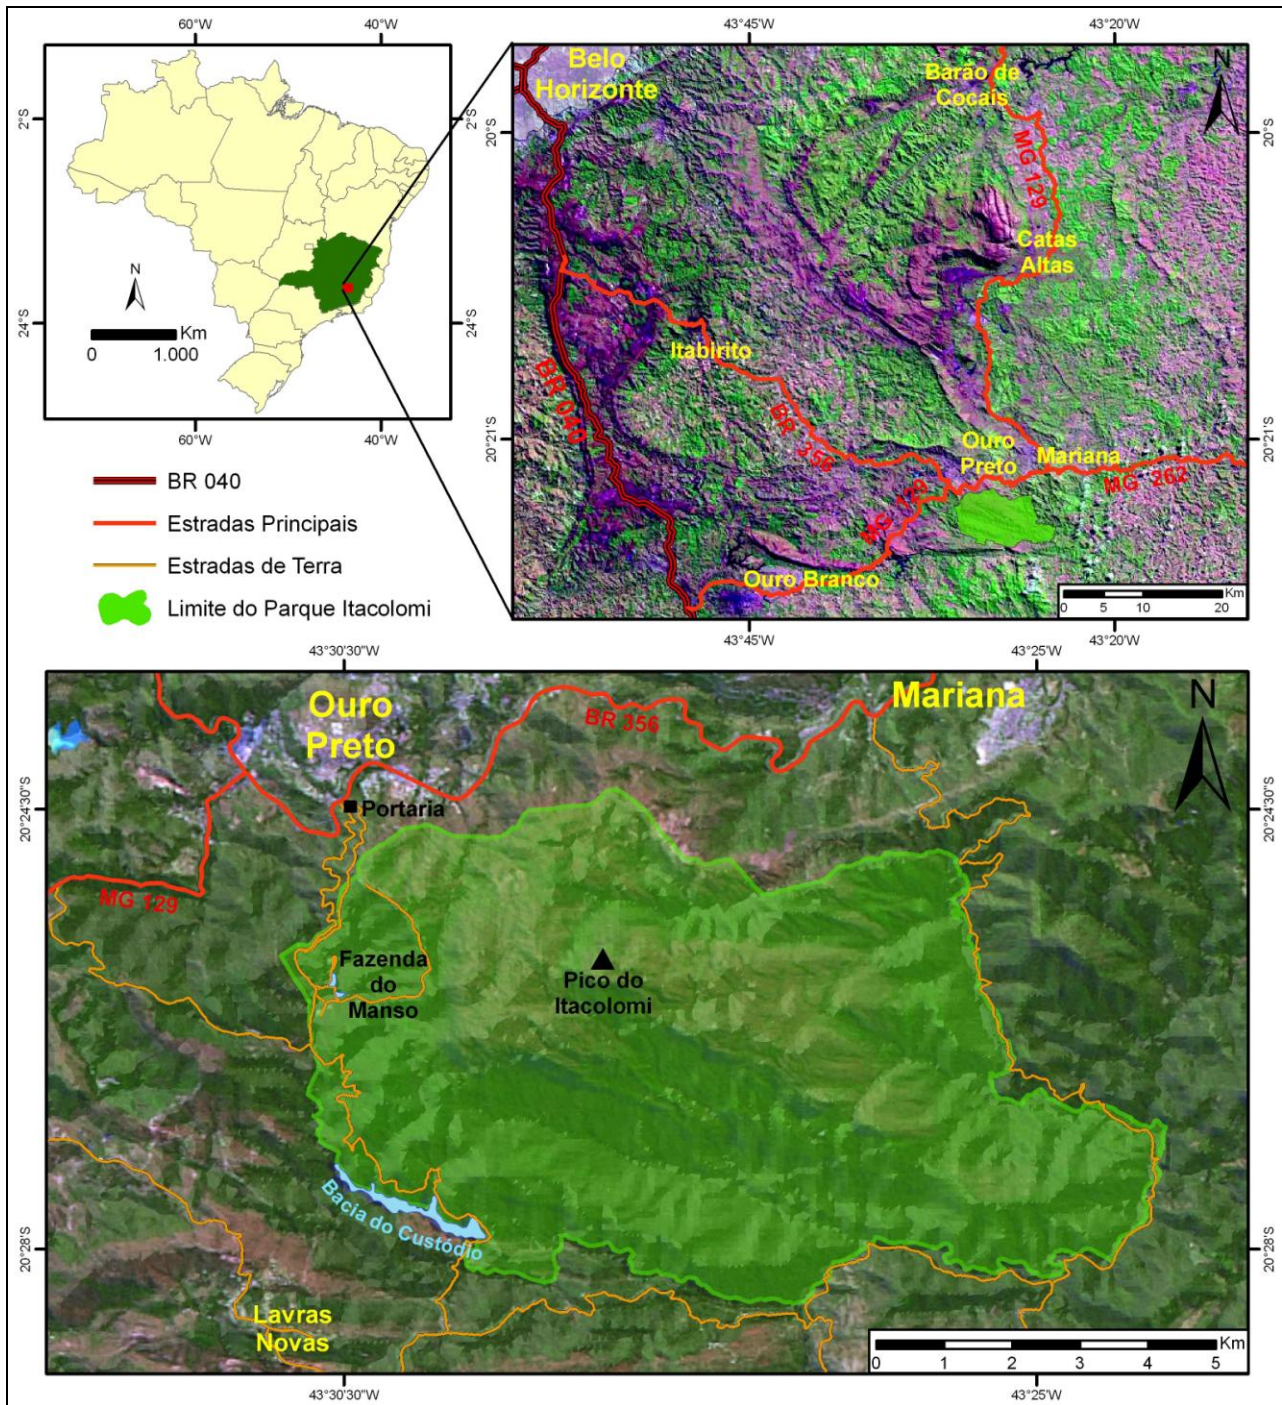 60°W
40°W
2°S
2°S
24°S
24°S
N
Km
0
1.000
60°W
40°W
43°45'W
43°20'W
20°S
20°S
20°21'S
20°21'S
Belo
Horizonte
Barão de
Cocais
N
MG 129
Catas
Altas
Itabirito
BR 040
BR 356
Ouro
Preto
Mariana
MG 262
MG 129
Ouro Branco
Km
0
5
10
20
43°45'W
43°20'W
BR 040
Estradas Principais
Estradas de Terra
Limite do Parque Itacolomi
43°30'30"W
43°25'W
Ouro
Preto
BR 356
Mariana
N
20°24'30"S
20°24'30"S
Portaria
MG 129
Fazenda
do
Manso
Pico do
Itacolomi
Bacia do Custódio
20°28'S
20°28'S
Lavras
Novas
Km
0
1
2
3
4
5
43°30'30"W
43°25'W